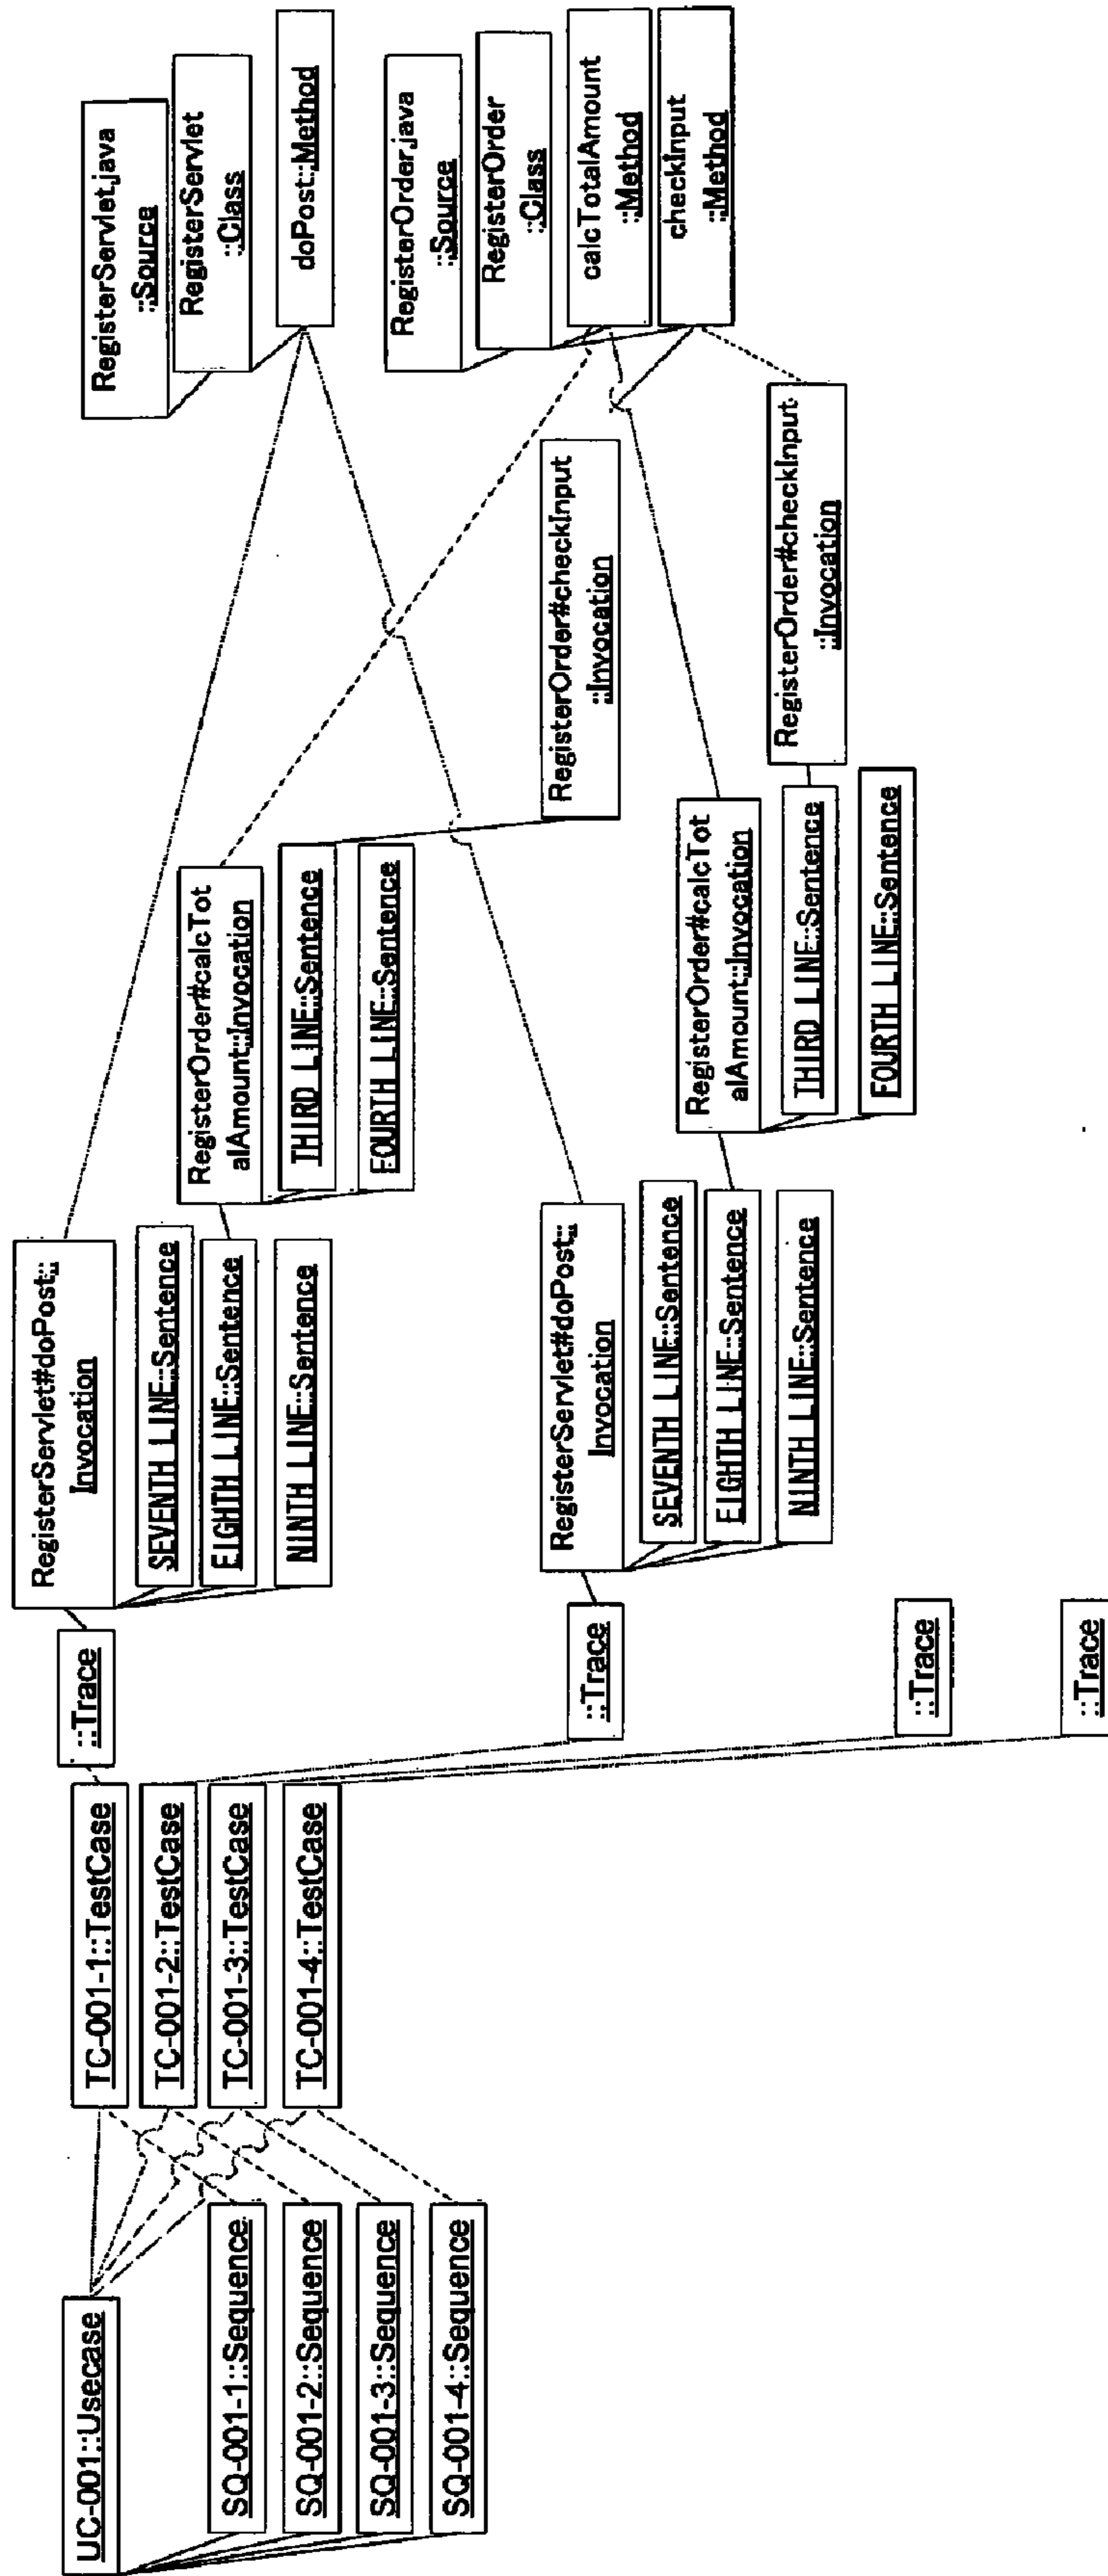 UC-001::Usecase
SQ-001-1::Sequence
SQ-001-2::Sequence
SQ-001-3::Sequence
SQ-001-4::Sequence
TC-001-1::TestCase
TC-001-2::TestCase
TC-001-3::TestCase
TC-001-4::TestCase
::Trace
::Trace
::Trace
::Trace
RegisterServlet#doPost::
Invocation
SEVENTH LINE::Sentence
EIGHTH LINE::Sentence
NINTH LINE::Sentence
RegisterServlet#doPost::
Invocation
SEVENTH LINE::Sentence
EIGHTH LINE::Sentence
NINTH LINE::Sentence
RegisterOrder#calcTot
alAmount::Invocation
THIRD LINE::Sentence
FOURTH LINE::Sentence
RegisterOrder#calcTot
alAmount::Invocation
THIRD LINE::Sentence
FOURTH LINE::Sentence
RegisterOrder#checkInput
::Invocation
RegisterOrder#checkInput
::Invocation
RegisterServlet.java
::Source
RegisterServlet
::Class
doPost::Method
RegisterOrder.java
::Source
RegisterOrder
::Class
calcTotalAmount
::Method
checkInput
::Method